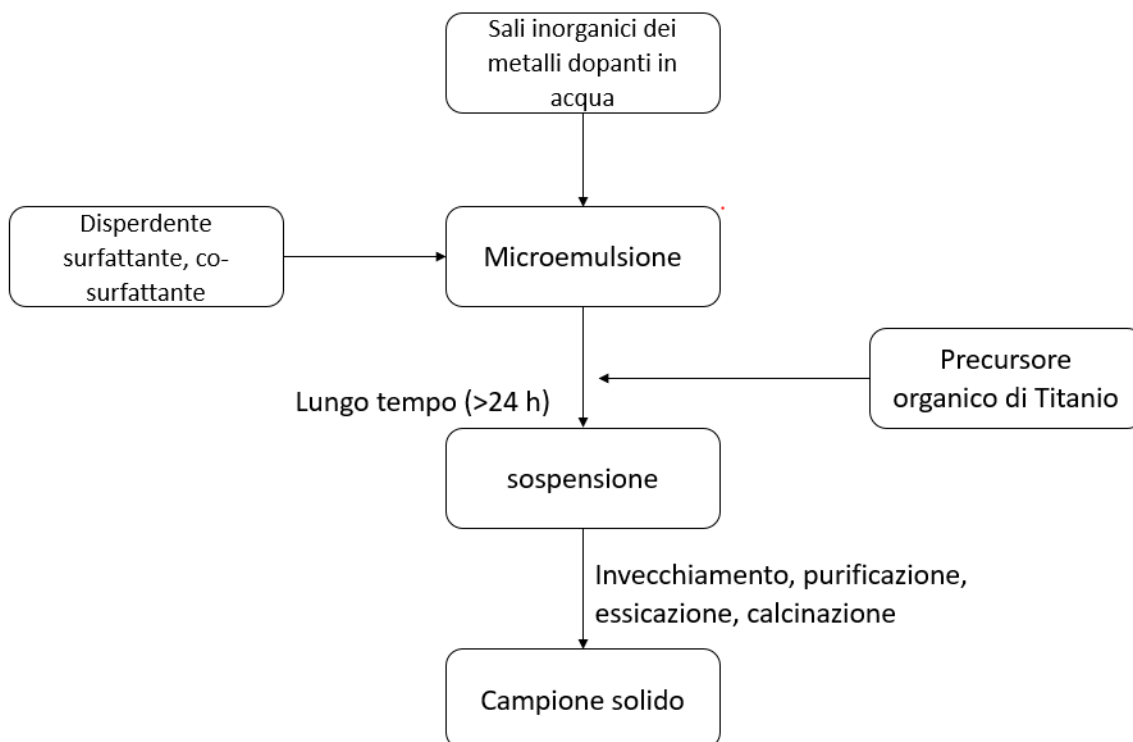 Sali inorganici dei
metalli dopanti in
acqua
Disperdente
surfattante, co-
surfattante
Microemulsione
Precursore
organico di Titanio
Lungo tempo (>24 h)
sospensione
Invecchiamento, purificazione,
essicazione, calcinazione
Campione solido